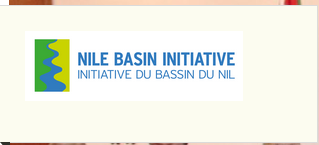 NILE BASIN INITIATIVE
INITIATIVE DU BASSIN DU NIL